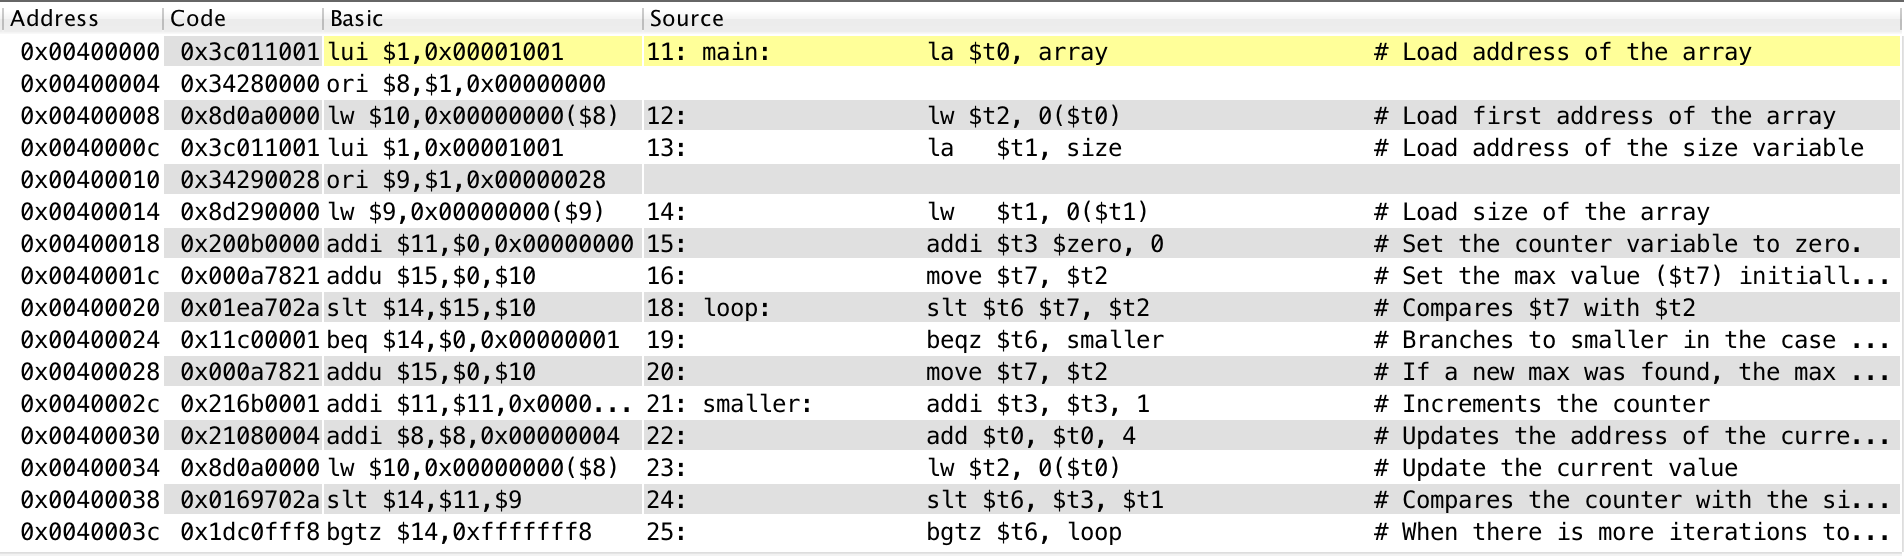 Address Code Basic Source
0x00400000 0x3c011001 lui $1,0x00001001 11: main: la $t0, array # Load address of the array
0x00400004 0x34280000 ori $8,$1,0x00000000
0x00400008 0x8d0a0000 lw $10,0x00000000($8) 12: lw $t2, 0($t0) # Load first address of the array
0x0040000c 0x3c011001 lui $1,0x00001001 13: la $t1, size # Load address of the size variable
0x00400010 0x34290028 ori $9,$1,0x00000028
0x00400014 0x8d290000 lw $9,0x00000000($9) 14: lw $t1, 0($t1) # Load size of the array
0x00400018 0x200b0000 addi $11,$0,0x00000000 15: addi $t3 $zero, 0 # Set the counter variable to zero.
0x0040001c 0x000a7821 addu $15,$0,$10 16: move $t7, $t2 # Set the max value ($t7) initiall...
0x00400020 0x01ea702a slt $14,$15,$10 18: loop: slt $t6 $t7, $t2 # Compares $t7 with $t2
0x00400024 0x11c00001 beq $14,$0,0x00000001 19: beqz $t6, smaller # Branches to smaller in the case ...
0x00400028 0x000a7821 addu $15,$0,$10 20: move $t7, $t2 # If a new max was found, the max ...
0x0040002c 0x216b0001 addi $11,$11,0x0000... 21: smaller: addi $t3, $t3, 1 # Increments the counter
0x00400030 0x21080004 addi $8,$8,0x00000004 22: add $t0, $t0, 4 # Updates the address of the curre...
0x00400034 0x8d0a0000 lw $10,0x00000000($8) 23: lw $t2, 0($t0) # Update the current value
0x00400038 0x0169702a slt $14,$11,$9 24: slt $t6, $t3, $t1 # Compares the counter with the si...
0x0040003c 0x1dc0fff8 bgtz $14,0xfffffff8 25: bgtz $t6, loop # When there is more iterations to...